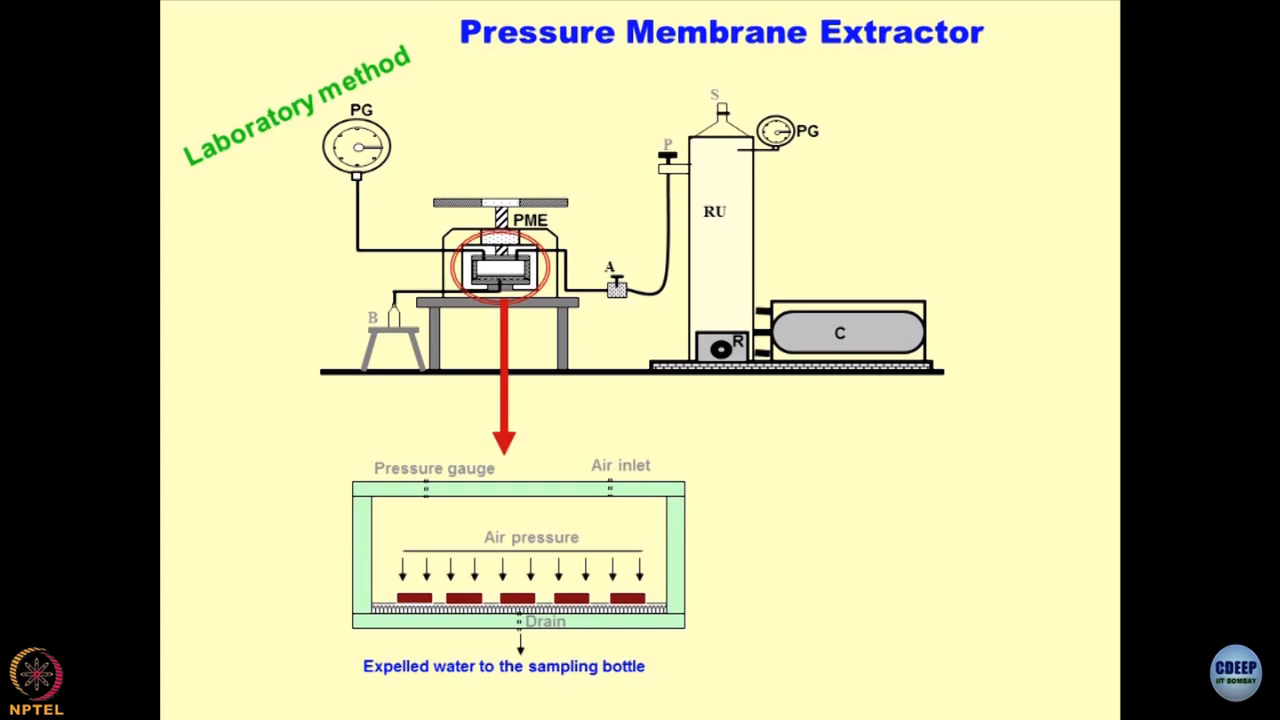 Pressure Membrane Extractor
Laboratory method
PG
S
PG
P
PME
RU
A
B
R
C
Pressure gauge
Air inlet
Air pressure
Drain
Expelled water to the sampling bottle
NPTEL
CDEEP
IIT BOMBAY